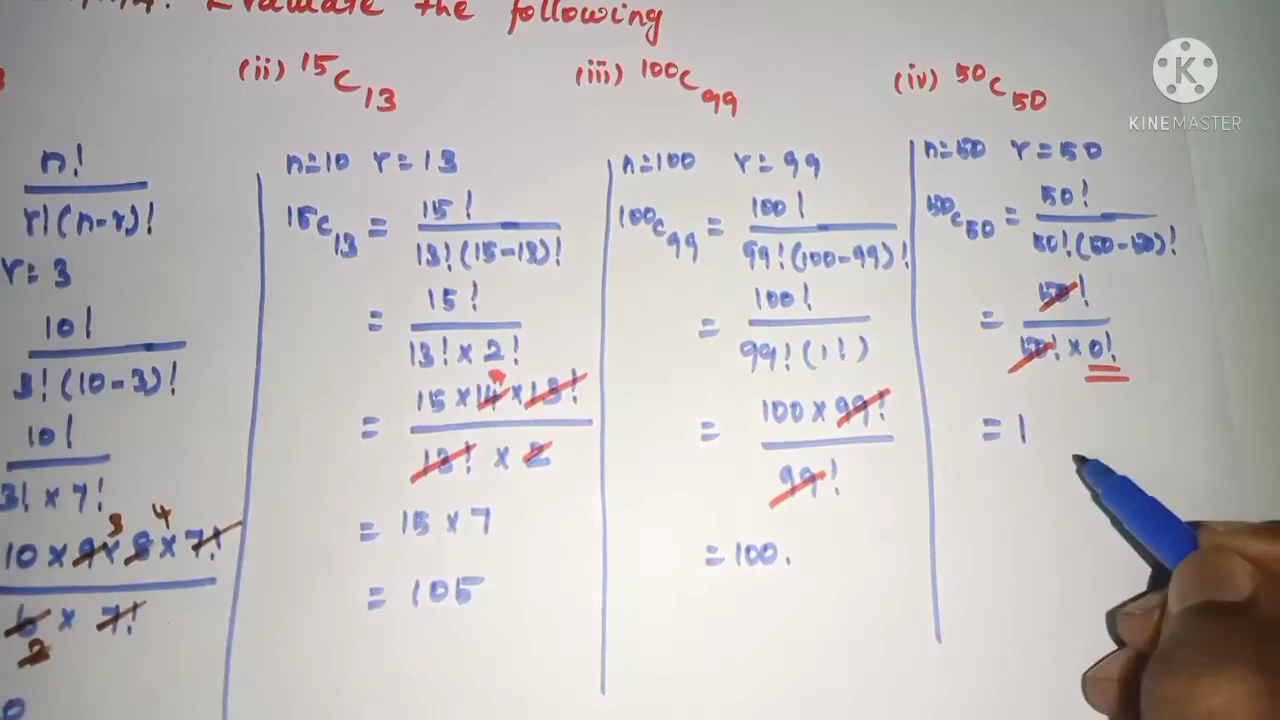 Evaluate the following
(ii) ¹⁵C₁₃
(iii) ¹⁰⁰C₉₉
(iv) ⁵⁰C₅₀
KINEMASTER
n!
r!(n-r)!
r= 3
10!
3!(10-3)!
10!
3! × 7!
10 × 9 × 8 × 7!
6 × 7!
n=10 r=13
¹⁵C₁₃ = 15! / 13!(15-13)!
= 15! / 13! × 2!
= 15 × 14 × 13! / 13! × 2
= 15 × 7
= 105
n=100 r=99
¹⁰⁰C₉₉ = 100! / 99!(100-99)!
= 100! / 99!(1!)
= 100 × 99! / 99!
= 100.
n=50 r=50
⁵⁰C₅₀ = 50! / 50!(50-50)!
= 50! / 50! × 0!
= 1